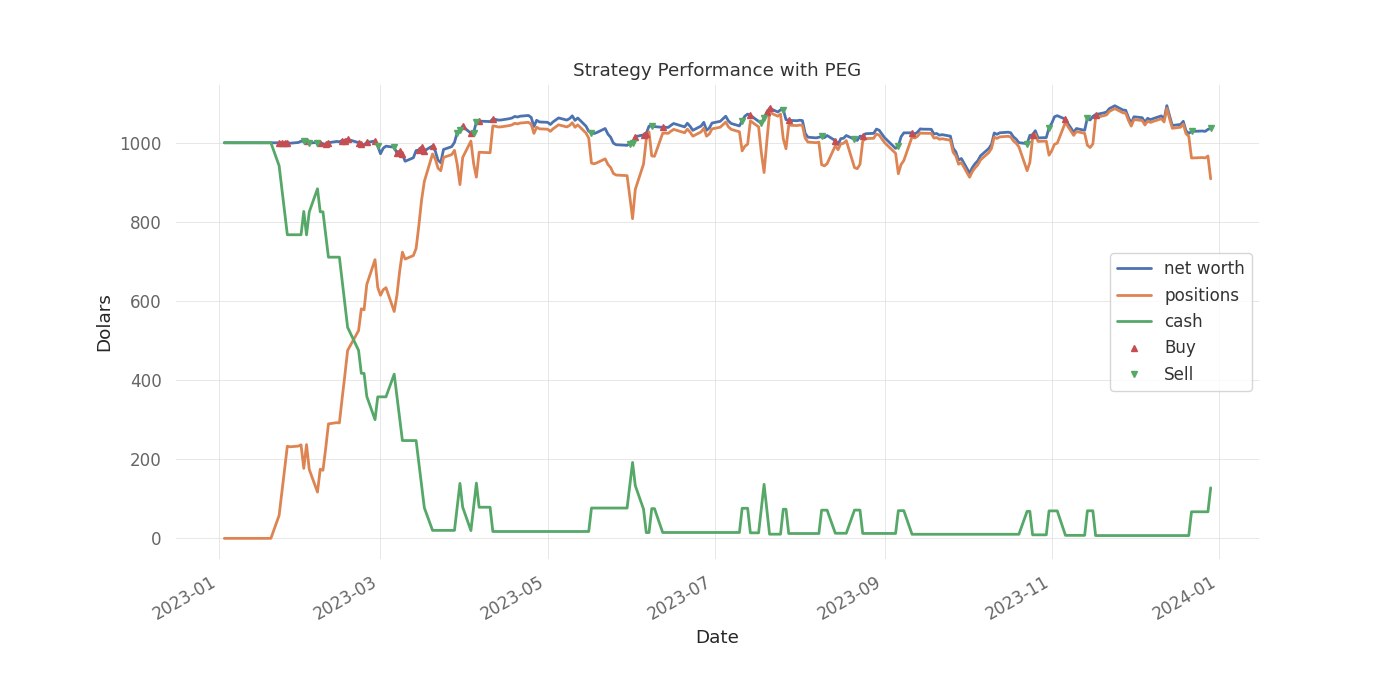 Strategy Performance with PEG
Dolars
1000
800
600
400
200
0
net worth
positions
cash
Buy
Sell
2023-01
2023-03
2023-05
2023-07
2023-09
2023-11
2024-01
Date